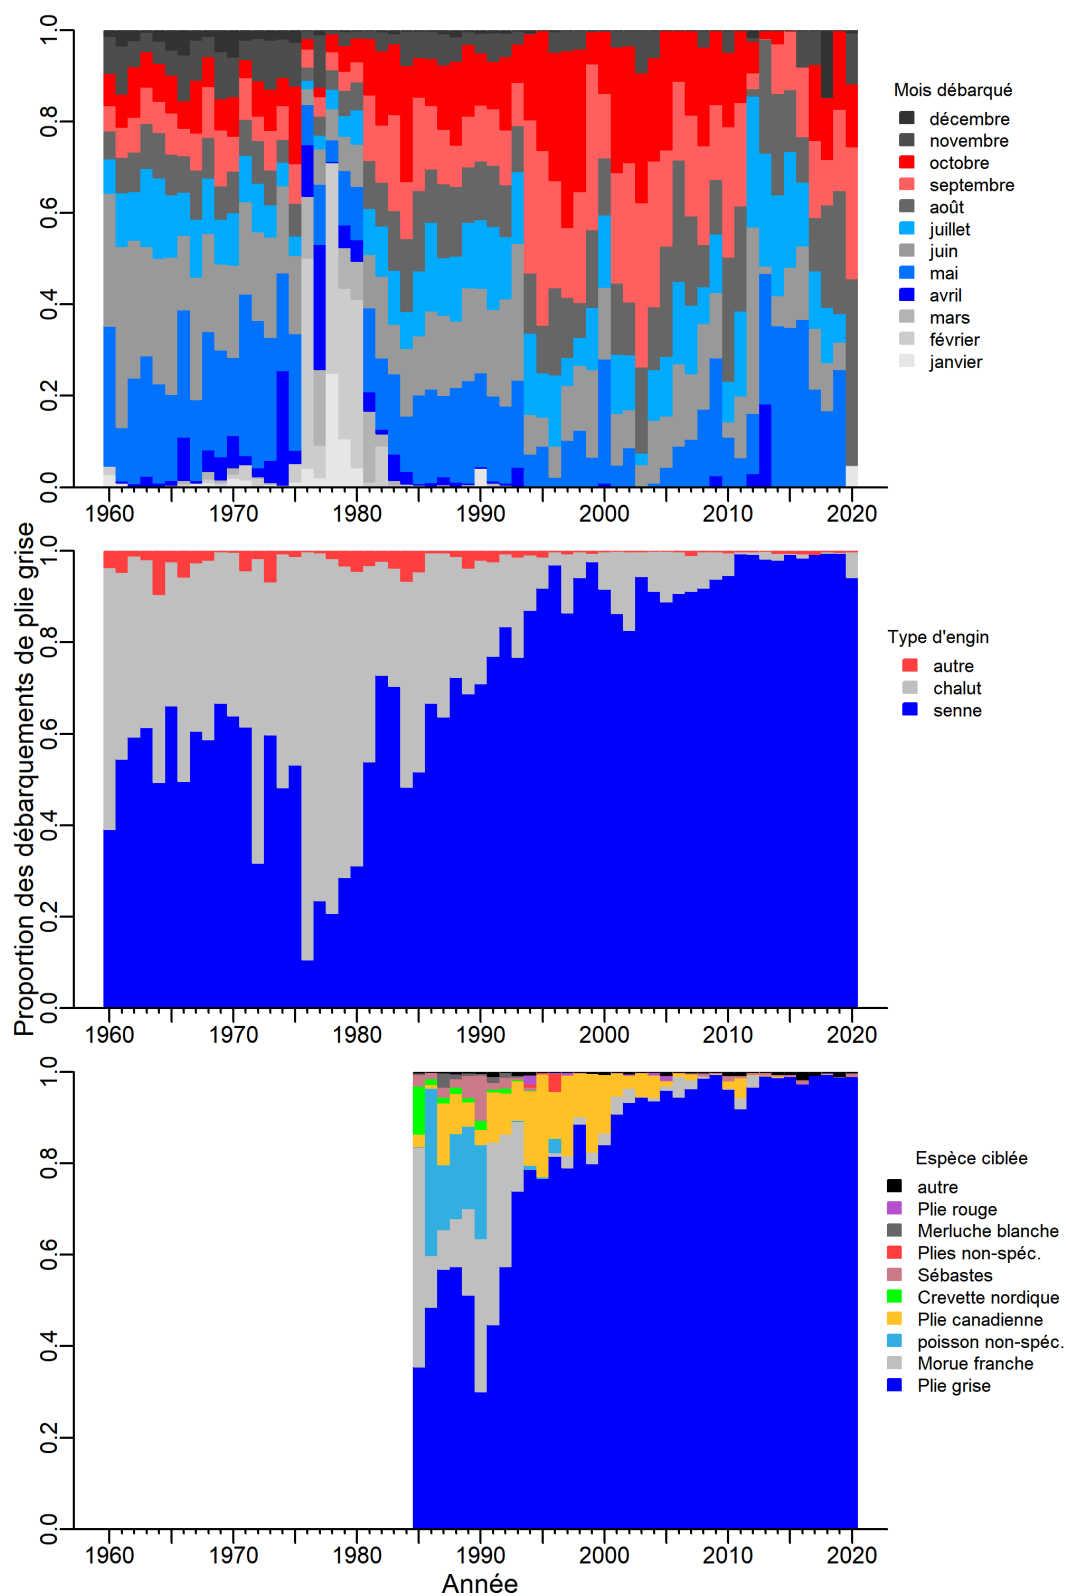 Proportion des débarquements de plie grise
1.0
0.8
0.6
0.4
0.2
0.0
1960 1970 1980 1990 2000 2010 2020
Mois débarqué
décembre
novembre
octobre
septembre
août
juillet
juin
mai
avril
mars
février
janvier
1.0
0.8
0.6
0.4
0.2
0.0
1960 1970 1980 1990 2000 2010 2020
Type d'engin
autre
chalut
senne
1.0
0.8
0.6
0.4
0.2
0.0
1960 1970 1980 1990 2000 2010 2020
Espèce ciblée
autre
Plie rouge
Merluche blanche
Plies non-spéc.
Sébastes
Crevette nordique
Plie canadienne
poisson non-spéc.
Morue franche
Plie grise
Année